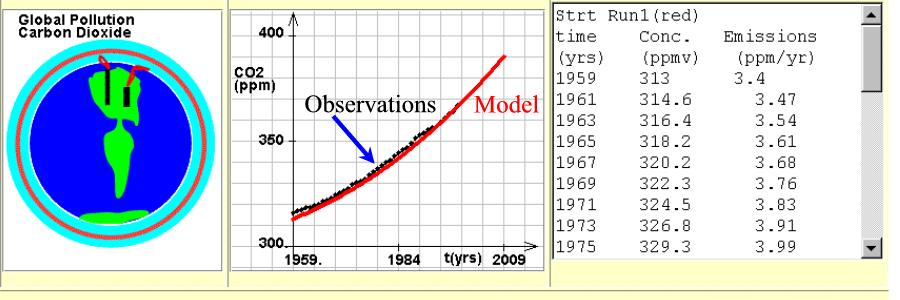 Global Pollution
Carbon Dioxide
400
CO2
(ppm)
Observations Model
350
300.
1959. 1984 t(yrs) 2009
Strt Run1(red)
time Conc. Emissions
(yrs) (ppmv) (ppm/yr)
1959 313 3.4
1961 314.6 3.47
1963 316.4 3.54
1965 318.2 3.61
1967 320.2 3.68
1969 322.3 3.76
1971 324.5 3.83
1973 326.8 3.91
1975 329.3 3.99